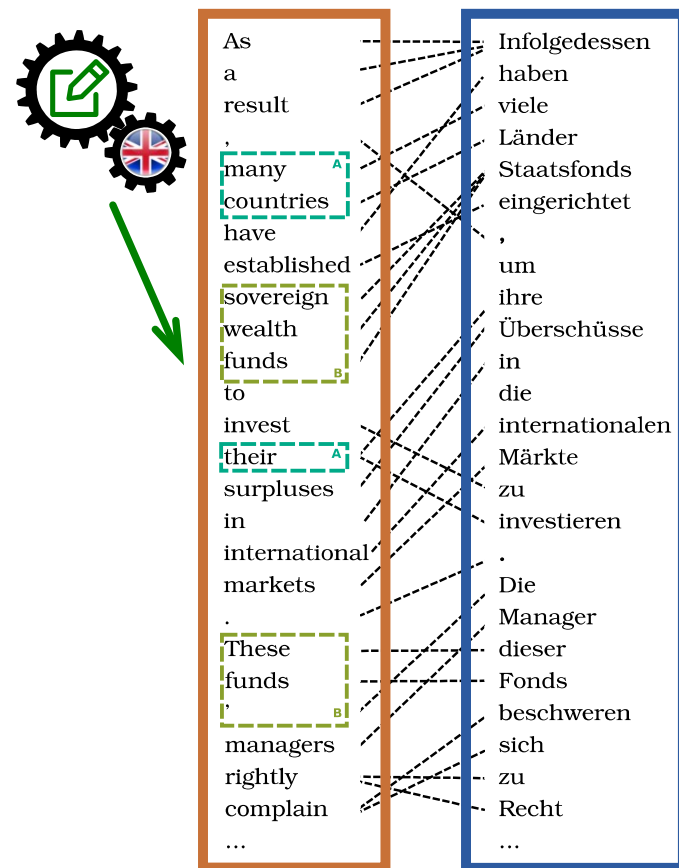 As
a
result
,
many A
countries
have
established
sovereign
wealth
funds
B
to
invest
their A
surpluses
in
international
markets
.
These
funds
’ B
managers
rightly
complain
...
Infolgedessen
haben
viele
Länder
Staatsfonds
eingerichtet
,
um
ihre
Überschüsse
in
die
internationalen
Märkte
zu
investieren
.
Die
Manager
dieser
Fonds
beschweren
sich
zu
Recht
...